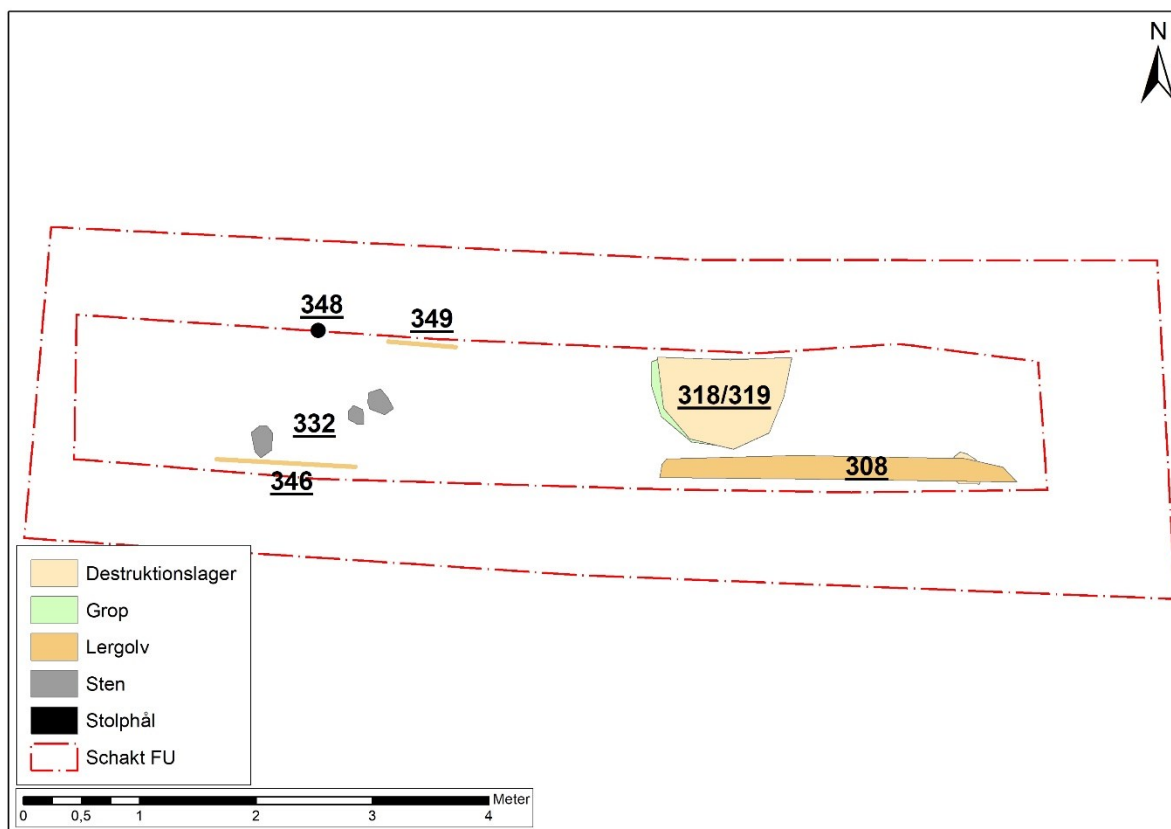 N
348
349
318/319
332
308
346
Destruktionslager
Grop
Lergolv
Sten
Stolphål
Schakt FU
Meter
0 0,5 1 2 3 4